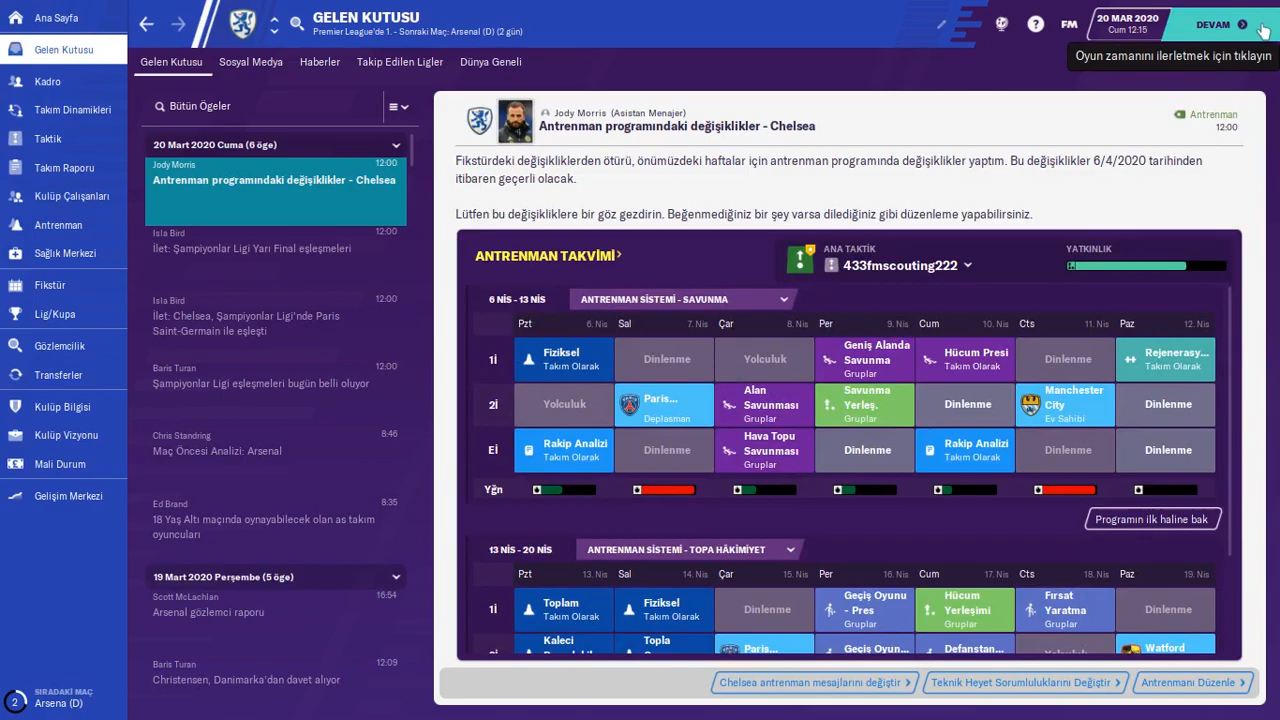 Ana Sayfa
Gelen Kutusu
Kadro
Takım Dinamikleri
Taktik
Takım Raporu
Kulüp Çalışanları
Antrenman
Sağlık Merkezi
Fikstür
Lig/Kupa
Gözlemcilik
Transferler
Kulüp Bilgisi
Kulüp Vizyonu
Mali Durum
Gelişim Merkezi
2
SIRADAKİ MAÇ
Arsena (D)
GELEN KUTUSU
Premier League'de 1. - Sonraki Maç: Arsenal (D) (2 gün)
?
FM
20 MAR 2020
Cum 12:15
DEVAM
Oyun zamanını ilerletmek için tıklayın
Gelen Kutusu Sosyal Medya Haberler Takip Edilen Ligler Dünya Geneli
Bütün Ögeler
20 Mart 2020 Cuma (6 öge)
Jody Morris 12:00
Antrenman programındaki değişiklikler - Chelsea
Isla Bird 12:00
İlet: Şampiyonlar Ligi Yarı Final eşleşmeleri
Isla Bird 12:00
İlet: Chelsea, Şampiyonlar Ligi'nde Paris
Saint-Germain ile eşleşti
Baris Turan 12:00
Şampiyonlar Ligi eşleşmeleri bugün belli oluyor
Chris Standring 8:46
Maç Öncesi Analizi: Arsenal
Ed Brand 8:35
18 Yaş Altı maçında oynayabilecek olan as takım
oyuncuları
19 Mart 2020 Perşembe (5 öge)
Scott McLachlan 16:54
Arsenal gözlemci raporu
Baris Turan 12:09
Christensen, Danimarka'dan davet alıyor
Jody Morris (Asistan Menajer)
Antrenman programındaki değişiklikler - Chelsea
Antrenman
12:00
Fikstürdeki değişikliklerden ötürü, önümüzdeki haftalar için antrenman programında değişiklikler yaptım. Bu değişiklikler 6/4/2020 tarihinden
itibaren geçerli olacak.
Lütfen bu değişikliklere bir göz gezdirin. Beğenmediğiniz bir şey varsa dilediğiniz gibi düzenleme yapabilirsiniz.
ANTRENMAN TAKVİMİ
ANA TAKTİK
433fmscouting222
YATKINLIK
6 NİS - 13 NİS ANTRENMAN SİSTEMİ - SAVUNMA
Pzt 6. Nis Sal 7. Nis Çar 8. Nis Per 9. Nis Cum 10. Nis Cts 11. Nis Paz 12. Nis
1İ
Fiziksel
Takım Olarak
Dinlenme
Yolculuk
Geniş Alanda
Savunma
Gruplar
Hücum Presi
Takım Olarak
Dinlenme
Rejenerasy...
Takım Olarak
2İ
Yolculuk
Paris...
Deplasman
Alan
Savunması
Gruplar
Savunma
Yerleş.
Gruplar
Dinlenme
Manchester
City
Ev Sahibi
Dinlenme
Eİ
Rakip Analizi
Takım Olarak
Dinlenme
Hava Topu
Savunması
Gruplar
Dinlenme
Rakip Analizi
Takım Olarak
Dinlenme
Dinlenme
Yğn
Programın ilk haline bak
13 NİS - 20 NİS ANTRENMAN SİSTEMİ - TOPA HÂKİMİYET
Pzt 13. Nis Sal 14. Nis Çar 15. Nis Per 16. Nis Cum 17. Nis Cts 18. Nis Paz 19. Nis
1İ
Toplam
Takım Olarak
Fiziksel
Takım Olarak
Dinlenme
Geçiş Oyunu
- Pres
Gruplar
Hücum
Yerleşimi
Gruplar
Fırsat
Yaratma
Gruplar
Dinlenme
Kaleci
Topla
Paris...
Geçiş Oyun...
Defanstan...
Yolculuk
Watford
Chelsea antrenman mesajlarını değiştir
Teknik Heyet Sorumluluklarını Değiştir
Antrenmanı Düzenle